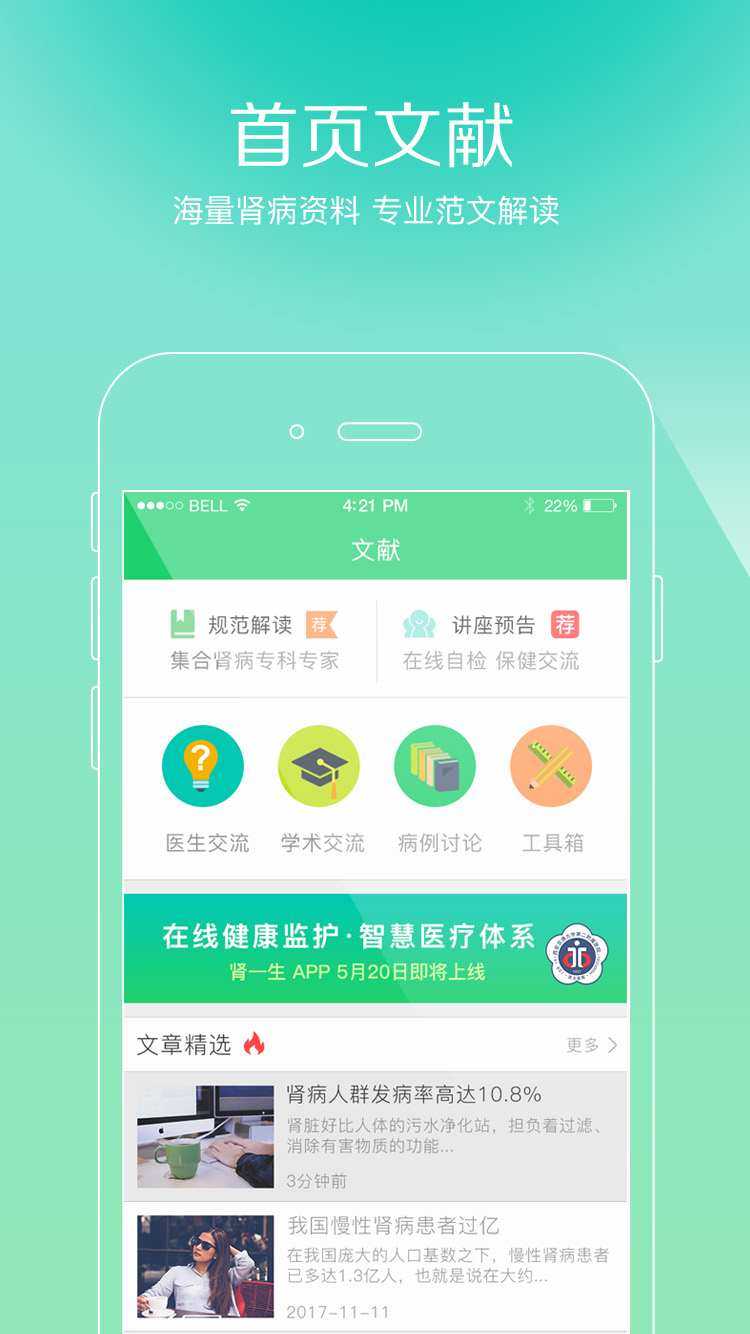 首页文献
海量肾病资料 专业范文解读
BELL 4:21 PM 22%
文献
规范解读 荐
集合肾病专科专家
讲座预告 荐
在线自检 保健交流
?
医生交流 学术交流 病例讨论 工具箱
在线健康监护·智慧医疗体系
肾一生 APP 5月20日即将上线
文章精选
更多
肾病人群发病率高达10.8%
肾脏好比人体的污水净化站，担负着过滤、
消除有害物质的功能...
3分钟前
我国慢性肾病患者过亿
在我国庞大的人口基数之下，慢性肾病患者
已多达1.3亿人，也就是说在大约...
2017-11-11